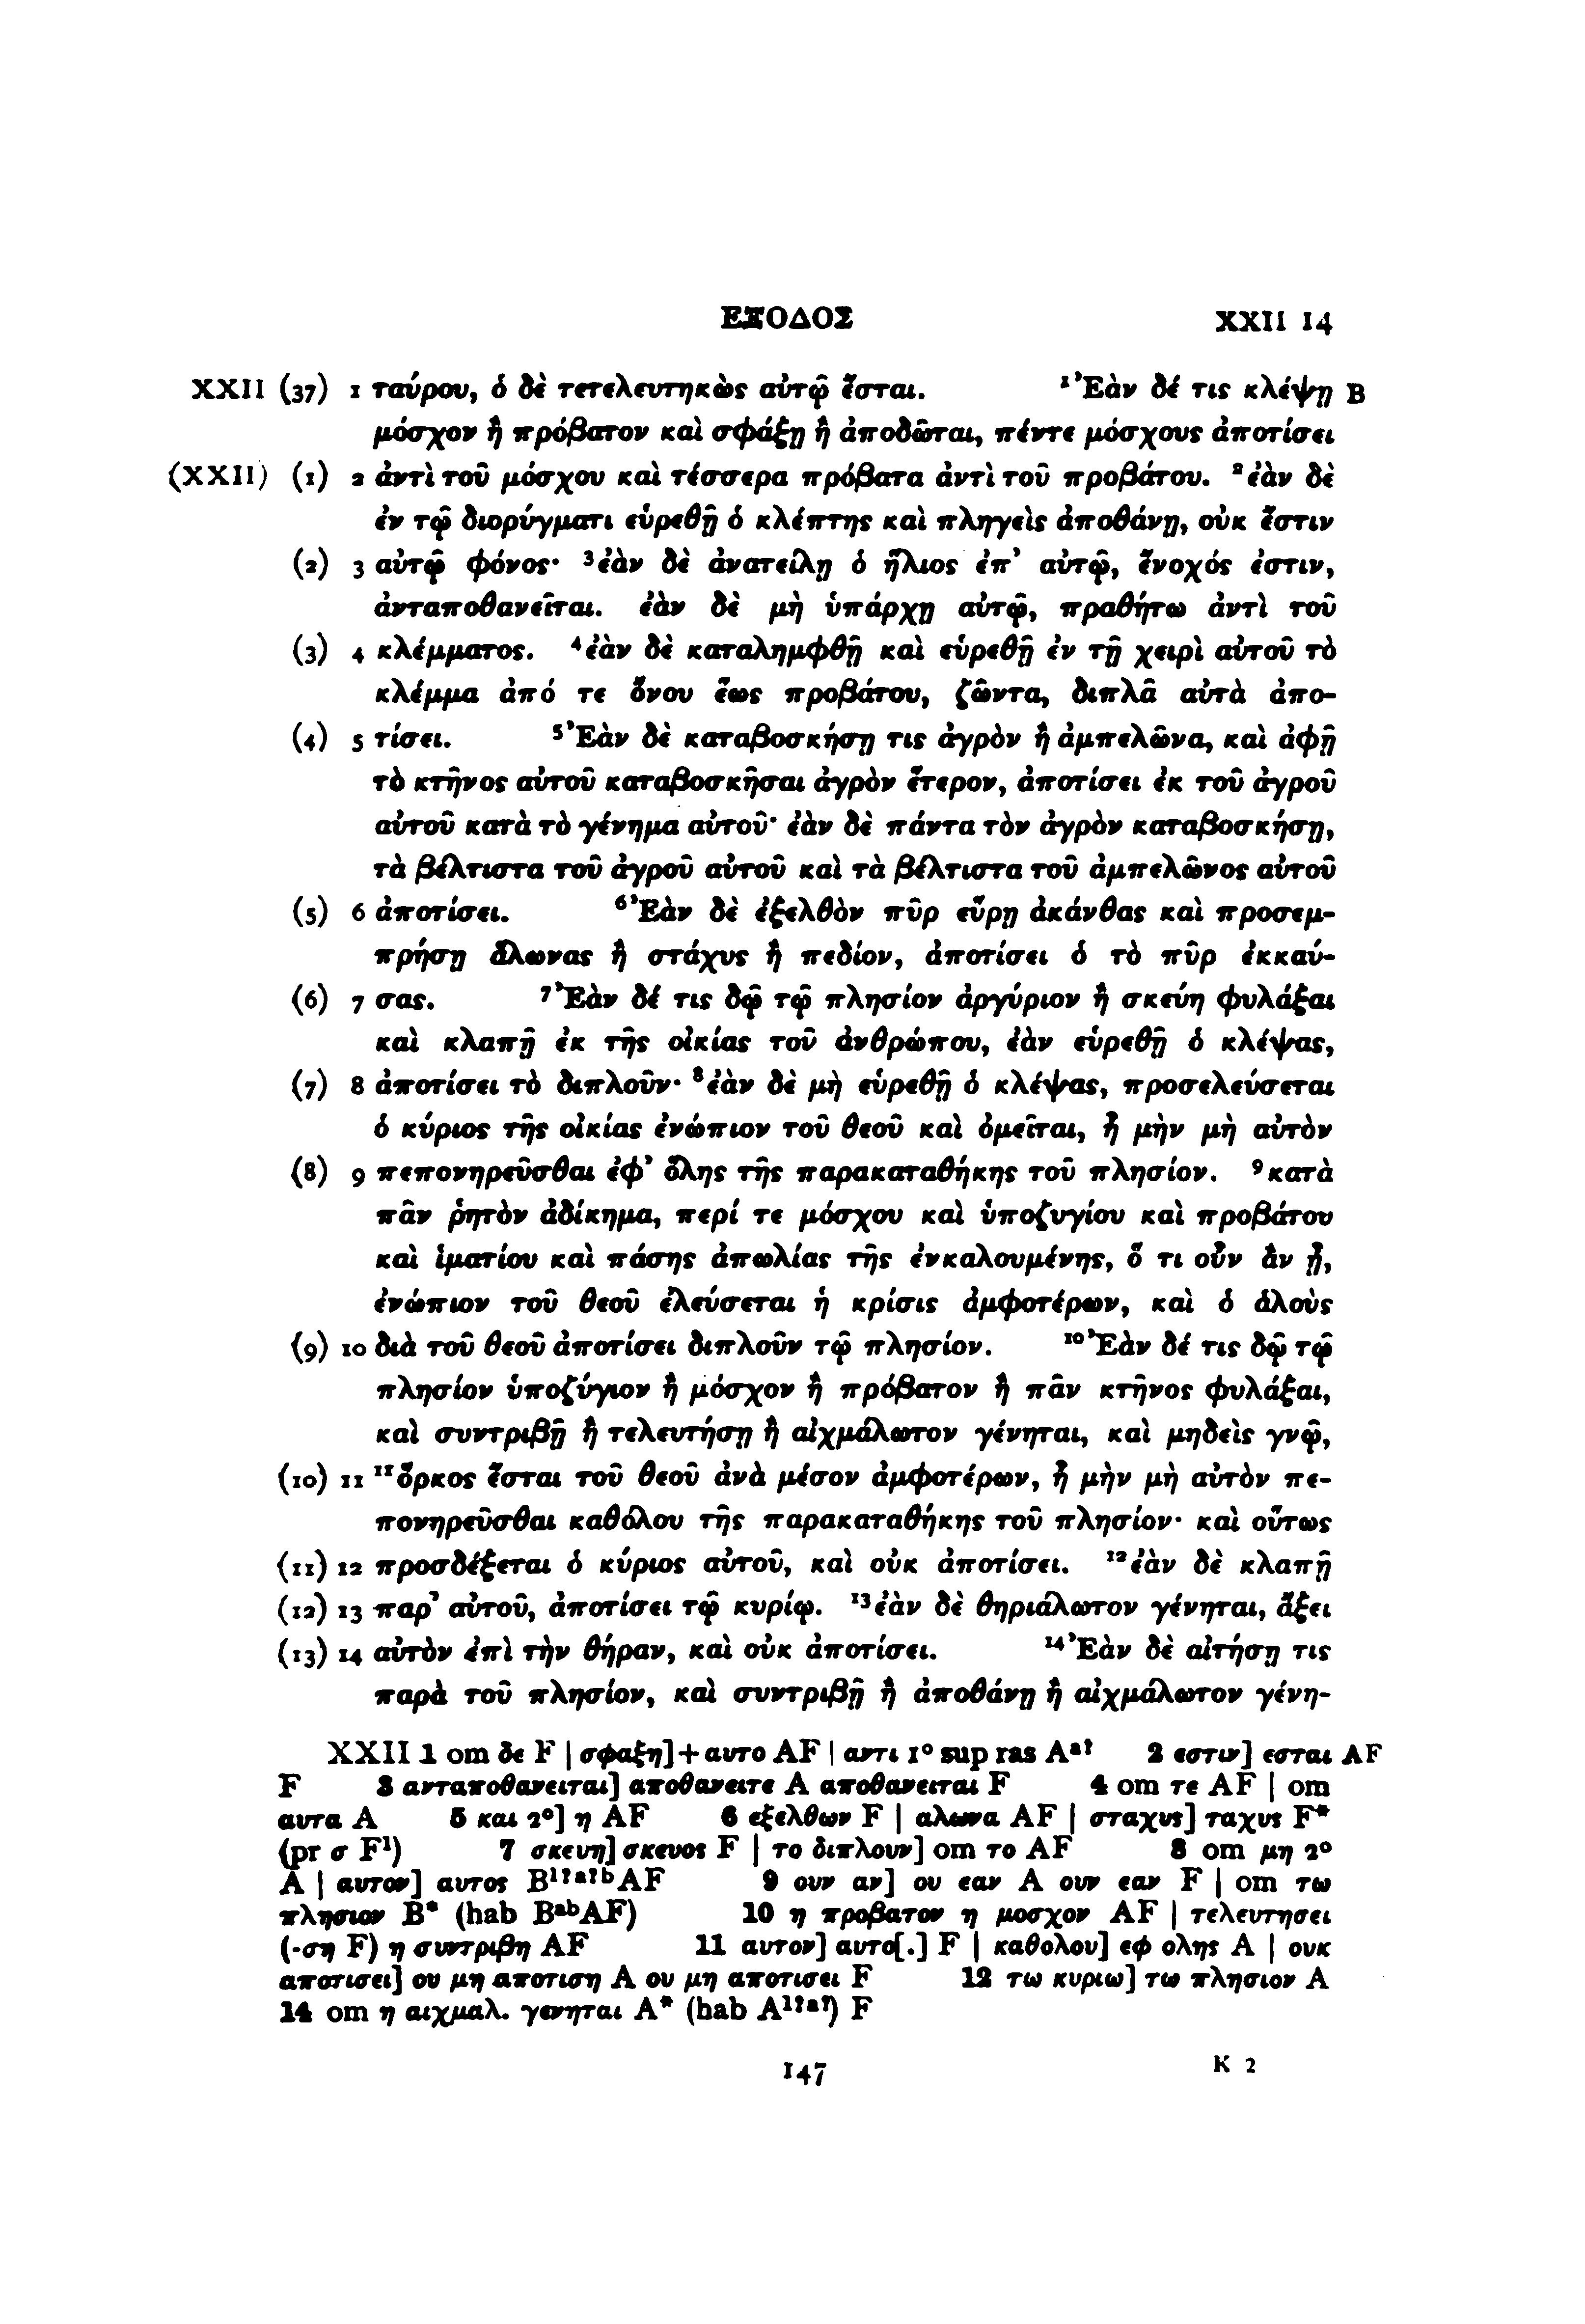 ΕΞΟΔΟΣ XXII 14
XXII (37) 1 ταύρου, ὁ δὲ τετελευτηκὼς αὐτῷ ἔσται. ¹Ἐὰν δέ τις κλέψῃ B
μόσχον ἢ πρόβατον καὶ σφάξῃ ἢ ἀποδῶται, πέντε μόσχους ἀποτίσει
(XXII) (1) 2 ἀντὶ τοῦ μόσχου καὶ τέσσερα πρόβατα ἀντὶ τοῦ προβάτου. ²ἐὰν δὲ
ἐν τῷ διορύγματι εὑρεθῇ ὁ κλέπτης καὶ πληγεὶς ἀποθάνῃ, οὐκ ἔστιν
(2) 3 αὐτῷ φόνος· ³ἐὰν δὲ ἀνατείλῃ ὁ ἥλιος ἐπ’ αὐτῷ, ἔνοχός ἐστιν,
ἀνταποθανεῖται. ἐὰν δὲ μὴ ὑπάρχῃ αὐτῷ, πραθήτω ἀντὶ τοῦ
(3) 4 κλέμματος. ⁴ἐὰν δὲ καταλημφθῇ καὶ εὑρεθῇ ἐν τῇ χειρὶ αὐτοῦ τὸ
κλέμμα ἀπό τε ὄνου ἕως προβάτου, ζῶντα, διπλᾶ αὐτὰ ἀπο-
(4) 5 τίσει. ⁵Ἐὰν δὲ καταβοσκήσῃ τις ἀγρὸν ἢ ἀμπελῶνα, καὶ ἀφῇ
τὸ κτῆνος αὐτοῦ καταβοσκῆσαι ἀγρὸν ἕτερον, ἀποτίσει ἐκ τοῦ ἀγροῦ
αὐτοῦ κατὰ τὸ γένημα αὐτοῦ· ἐὰν δὲ πάντα τὸν ἀγρὸν καταβοσκήσῃ,
τὰ βέλτιστα τοῦ ἀγροῦ αὐτοῦ καὶ τὰ βέλτιστα τοῦ ἀμπελῶνος αὐτοῦ
(5) 6 ἀποτίσει. ⁶Ἐὰν δὲ ἐξελθὸν πῦρ εὕρῃ ἀκάνθας καὶ προσεμ-
πρήσῃ ἅλωνας ἢ στάχυς ἢ πεδίον, ἀποτίσει ὁ τὸ πῦρ ἐκκαύ-
(6) 7 σας. ⁷Ἐὰν δέ τις δῷ τῷ πλησίον ἀργύριον ἢ σκεύη φυλάξαι
καὶ κλαπῇ ἐκ τῆς οἰκίας τοῦ ἀνθρώπου, ἐὰν εὑρεθῇ ὁ κλέψας,
(7) 8 ἀποτίσει τὸ διπλοῦν· ⁸ἐὰν δὲ μὴ εὑρεθῇ ὁ κλέψας, προσελεύσεται
ὁ κύριος τῆς οἰκίας ἐνώπιον τοῦ θεοῦ καὶ ὀμεῖται, ἦ μὴν μὴ αὐτὸν
(8) 9 πεπονηρεῦσθαι ἐφ’ ὅλης τῆς παρακαταθήκης τοῦ πλησίον. ⁹κατὰ
πᾶν ῥητὸν ἀδίκημα, περί τε μόσχου καὶ ὑποζυγίου καὶ προβάτου
καὶ ἱματίου καὶ πάσης ἀπωλίας τῆς ἐνκαλουμένης, ὅ τι οὖν ἂν ᾖ,
ἐνώπιον τοῦ θεοῦ ἐλεύσεται ἡ κρίσις ἀμφοτέρων, καὶ ὁ ἁλοὺς
(9) 10 διὰ τοῦ θεοῦ ἀποτίσει διπλοῦν τῷ πλησίον. ¹⁰Ἐὰν δέ τις δῷ τῷ
πλησίον ὑποζύγιον ἢ μόσχον ἢ πρόβατον ἢ πᾶν κτῆνος φυλάξαι,
καὶ συντριβῇ ἢ τελευτήσῃ ἢ αἰχμάλωτον γένηται, καὶ μηδεὶς γνῷ,
(10) 11 ¹¹ὅρκος ἔσται τοῦ θεοῦ ἀνὰ μέσον ἀμφοτέρων, ἦ μὴν μὴ αὐτὸν πε-
πονηρεῦσθαι καθόλου τῆς παρακαταθήκης τοῦ πλησίον· καὶ οὕτως
(11) 12 προσδέξεται ὁ κύριος αὐτοῦ, καὶ οὐκ ἀποτίσει. ¹²ἐὰν δὲ κλαπῇ
(12) 13 παρ’ αὐτοῦ, ἀποτίσει τῷ κυρίῳ. ¹³ἐὰν δὲ θηριάλωτον γένηται, ἄξει
(13) 14 αὐτὸν ἐπὶ τὴν θήραν, καὶ οὐκ ἀποτίσει. ¹⁴Ἐὰν δὲ αἰτήσῃ τις
παρὰ τοῦ πλησίον, καὶ συντριβῇ ἢ ἀποθάνῃ ἢ αἰχμάλωτον γένη-
XXII 1 om δε F | σφαξη]+αυτο AF | αντι 1° sup ras Aᵃ? 2 εστιν] εσται AF
F 3 ανταποθανειται] αποθανειτε A αποθανειται F 4 om τε AF | om
αυτα A 5 και 2°] η AF 6 εξελθων F | αλωνα AF | σταχυς] ταχυς F*
(pr σ F¹) 7 σκευη] σκευος F | το διπλουν] om το AF 8 om μη 2°
A | αυτον] αυτος B¹?ᵃ?ᵇAF 9 ουν αν] ου εαν A ουν εαν F | om τω
πλησιον B* (hab BᵃᵇAF) 10 η προβατον η μοσχον AF | τελευτησει
(-ση F) η συντριβη AF 11 αυτον] αυτο[.] F | καθολου] εφ ολης A | ουκ
αποτισει] ου μη αποτιση A ου μη αποτισει F 12 τω κυριω] τω πλησιον A
14 om η αιχμαλ. γενηται A* (hab A¹?ᵃ?) F
147 K 2